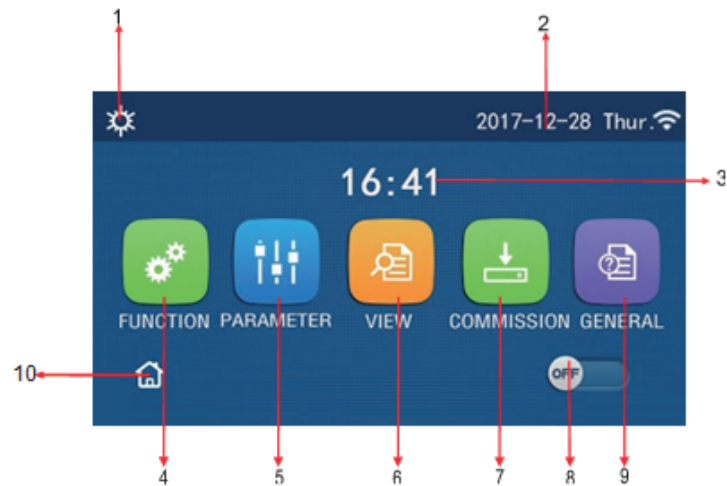 1
2
2017-12-28 Thur.
16:41
3
FUNCTION PARAMETER VIEW COMMISSION GENERAL
10
OFF
4 5 6 7 8 9